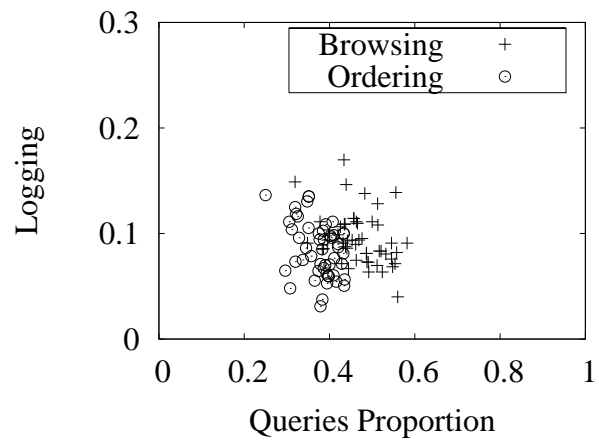 0.3
Browsing
Ordering
0.2
Logging
0.1
0
0 0.2 0.4 0.6 0.8 1
Queries Proportion